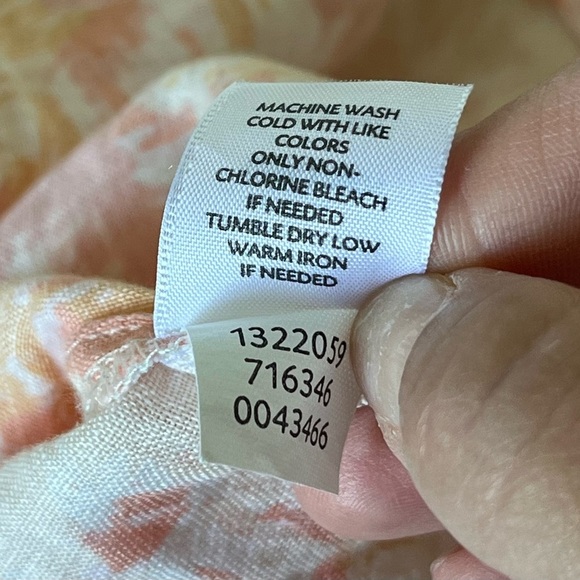 MACHINE WASH
COLD WITH LIKE
COLORS
ONLY NON-
CHLORINE BLEACH
IF NEEDED
TUMBLE DRY LOW
WARM IRON
IF NEEDED
1322059
716346
0043466